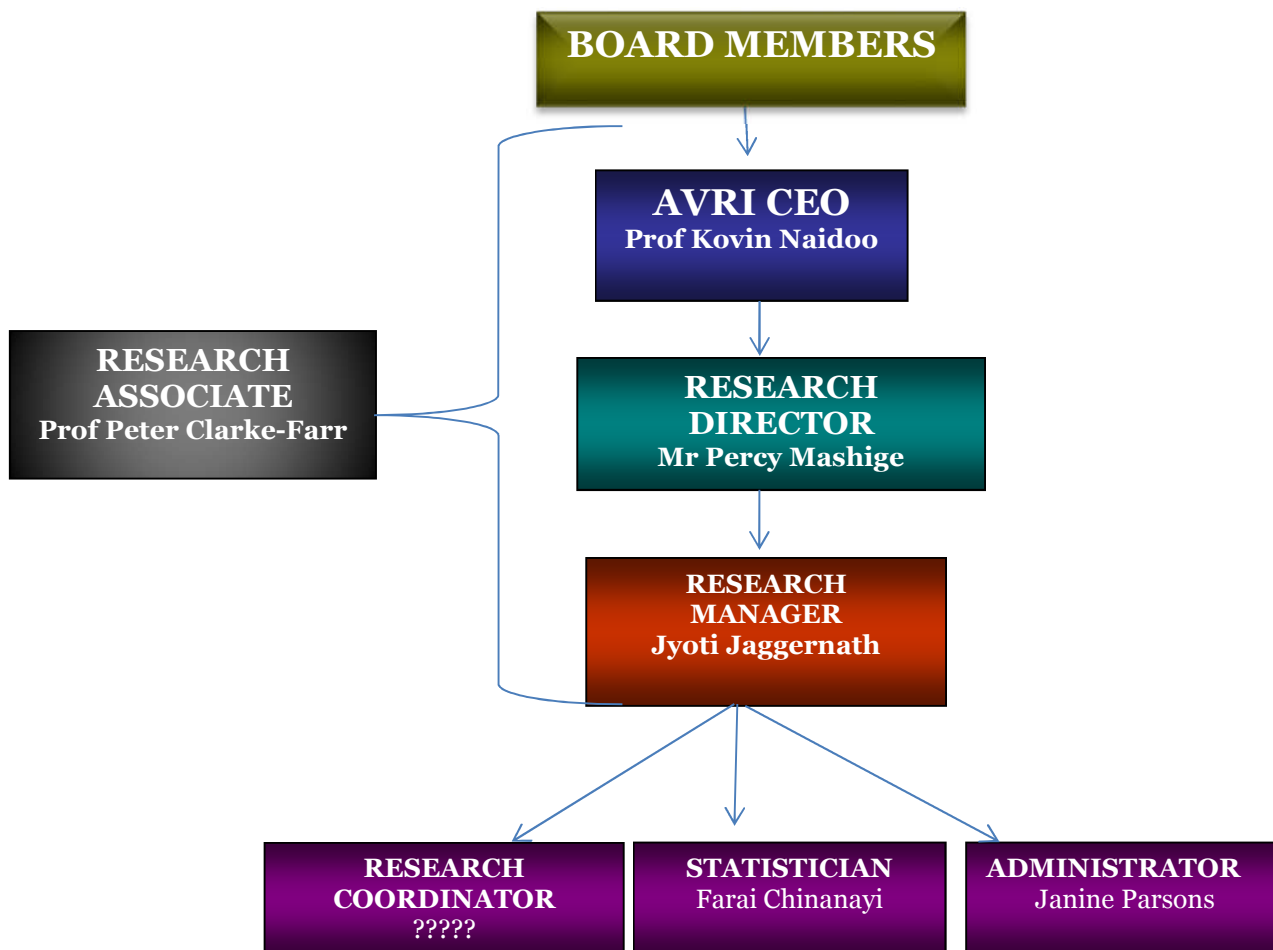 BOARD MEMBERS
AVRI CEO
Prof Kovin Naidoo
RESEARCH
ASSOCIATE
Prof Peter Clarke-Farr
RESEARCH
DIRECTOR
Mr Percy Mashige
RESEARCH
MANAGER
Jyoti Jaggernath
RESEARCH
COORDINATOR
?????
STATISTICIAN
Farai Chinanayi
ADMINISTRATOR
Janine Parsons